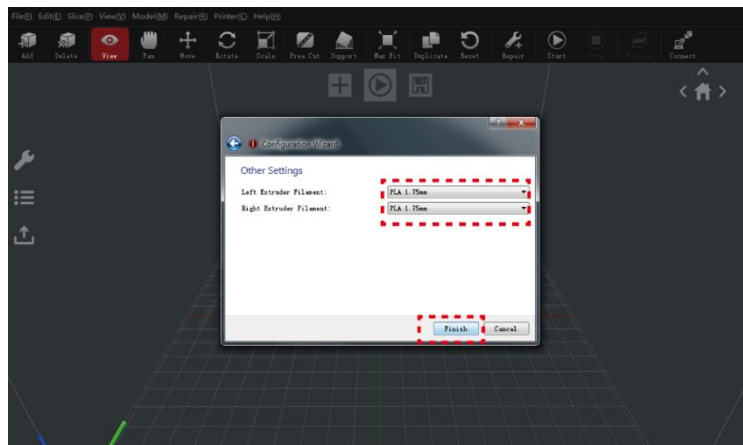 File(F) Edit(E) Slice(P) View(V) Model(M) Repair(R) Printer(C) Help(H)
Add Delete View Pan Move Rotate Scale Free Cut Support Max Fit Duplicate Reset Repair Start Stop Preview Connect
Configuration Wizard
Other Settings
Left Extruder Filament: PLA 1.75mm
Right Extruder Filament: PLA 1.75mm
Finish Cancel